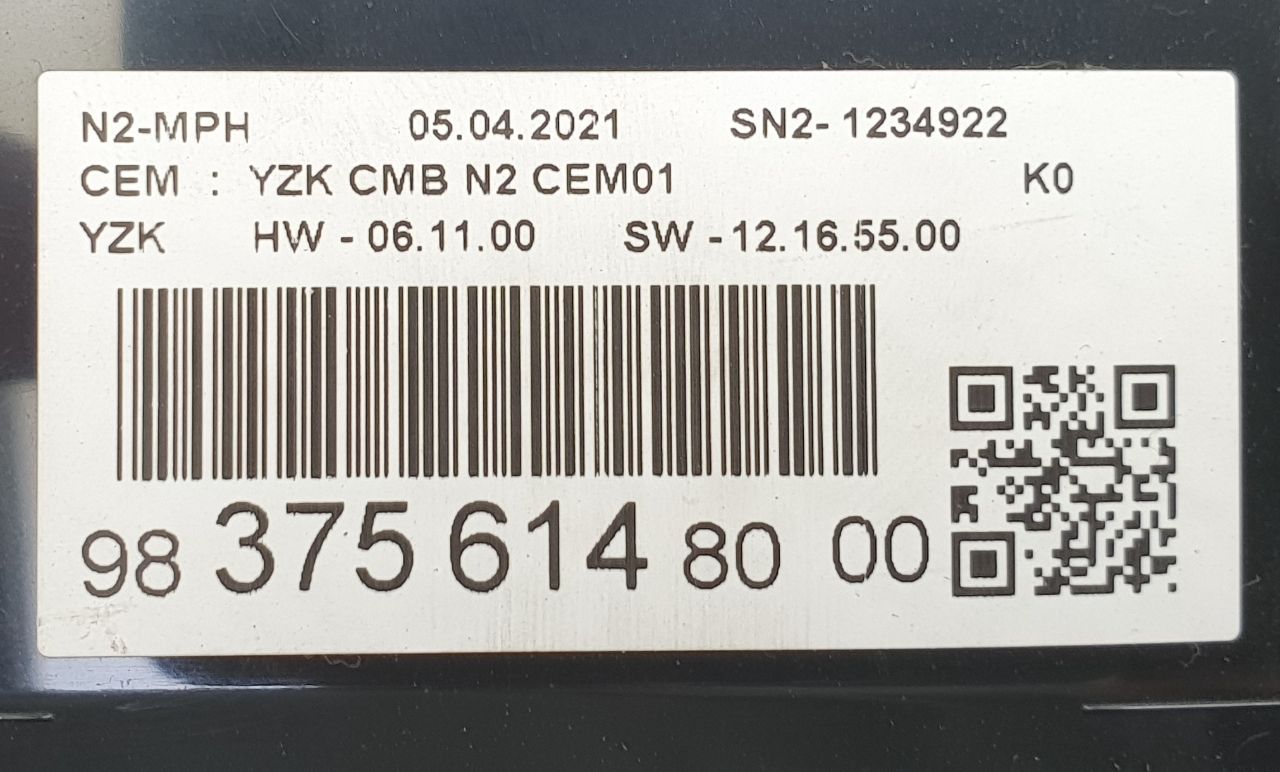 N2-MPH 05.04.2021 SN2- 1234922
CEM : YZK CMB N2 CEM01 K0
YZK HW - 06.11.00 SW - 12.16.55.00
98 375 614 80 00